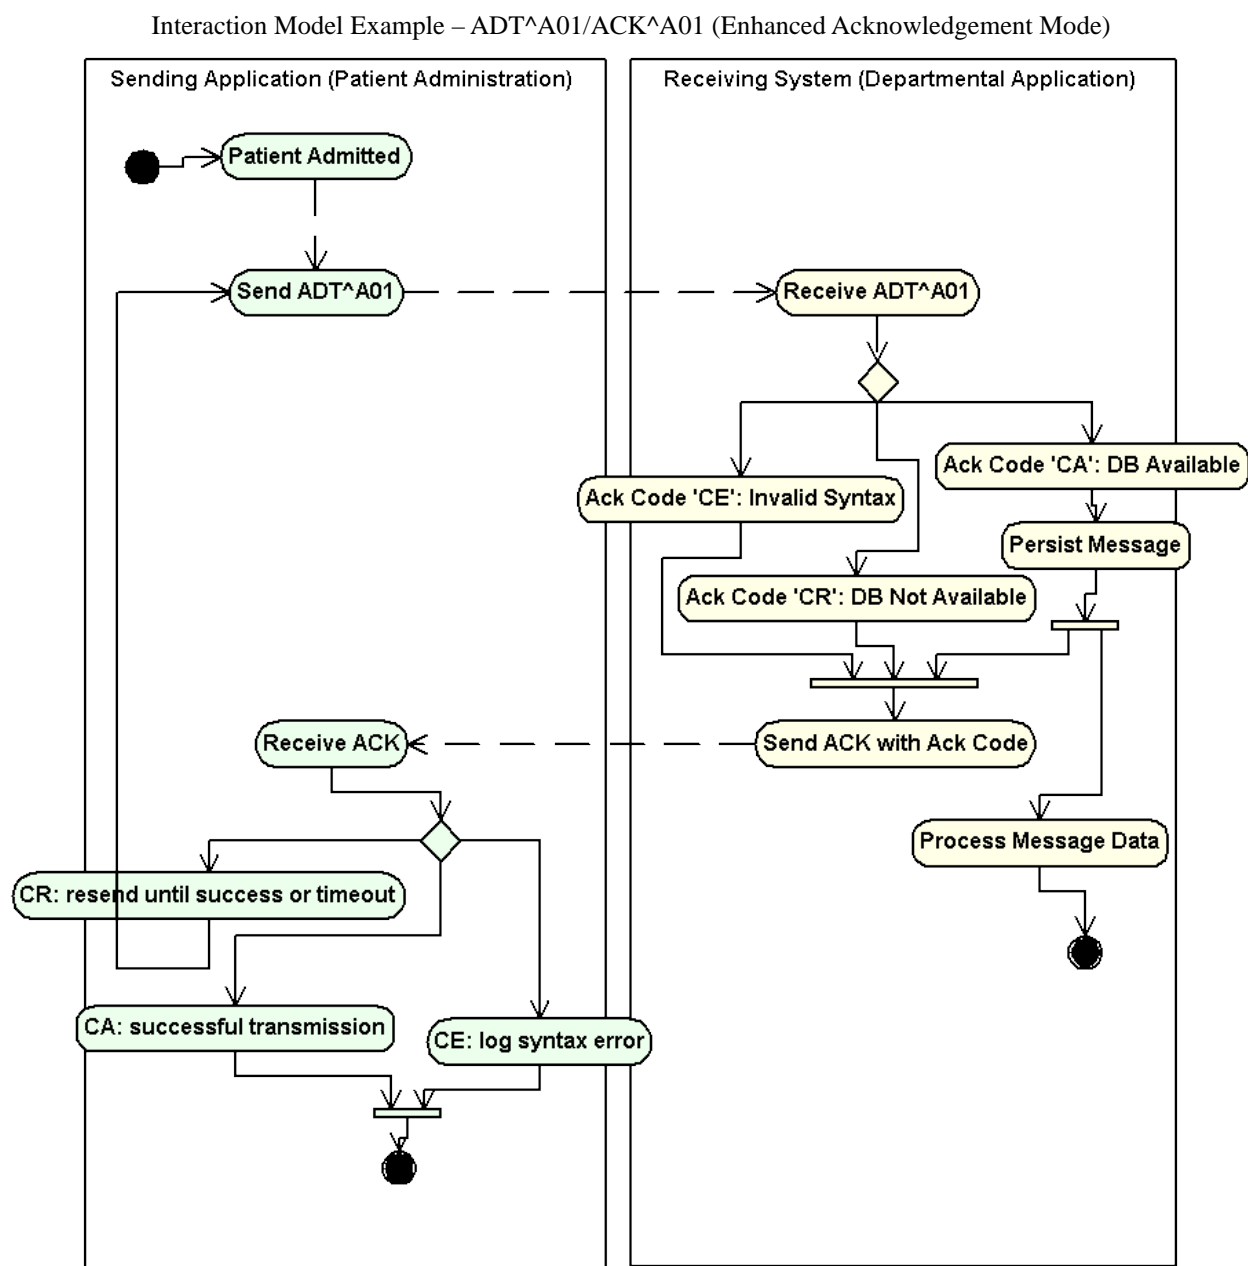 Interaction Model Example – ADT^A01/ACK^A01 (Enhanced Acknowledgement Mode)
Sending Application (Patient Administration)
Receiving System (Departmental Application)
Patient Admitted
Send ADT^A01
Receive ADT^A01
Ack Code 'CA': DB Available
Ack Code 'CE': Invalid Syntax
Persist Message
Ack Code 'CR': DB Not Available
Receive ACK
Send ACK with Ack Code
Process Message Data
CR: resend until success or timeout
CA: successful transmission
CE: log syntax error